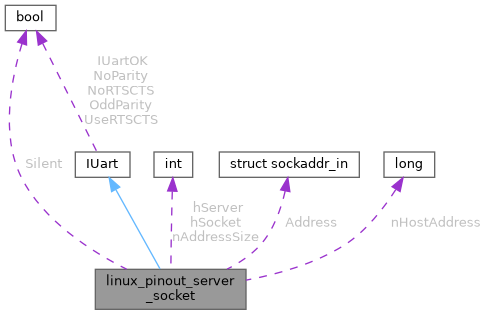 bool
IUartOK
NoParity
NoRTSCTS
OddParity
UseRTSCTS
Silent
IUart
int
struct sockaddr_in
long
hServer
hSocket
nAddressSize
Address
nHostAddress
linux_pinout_server
_socket